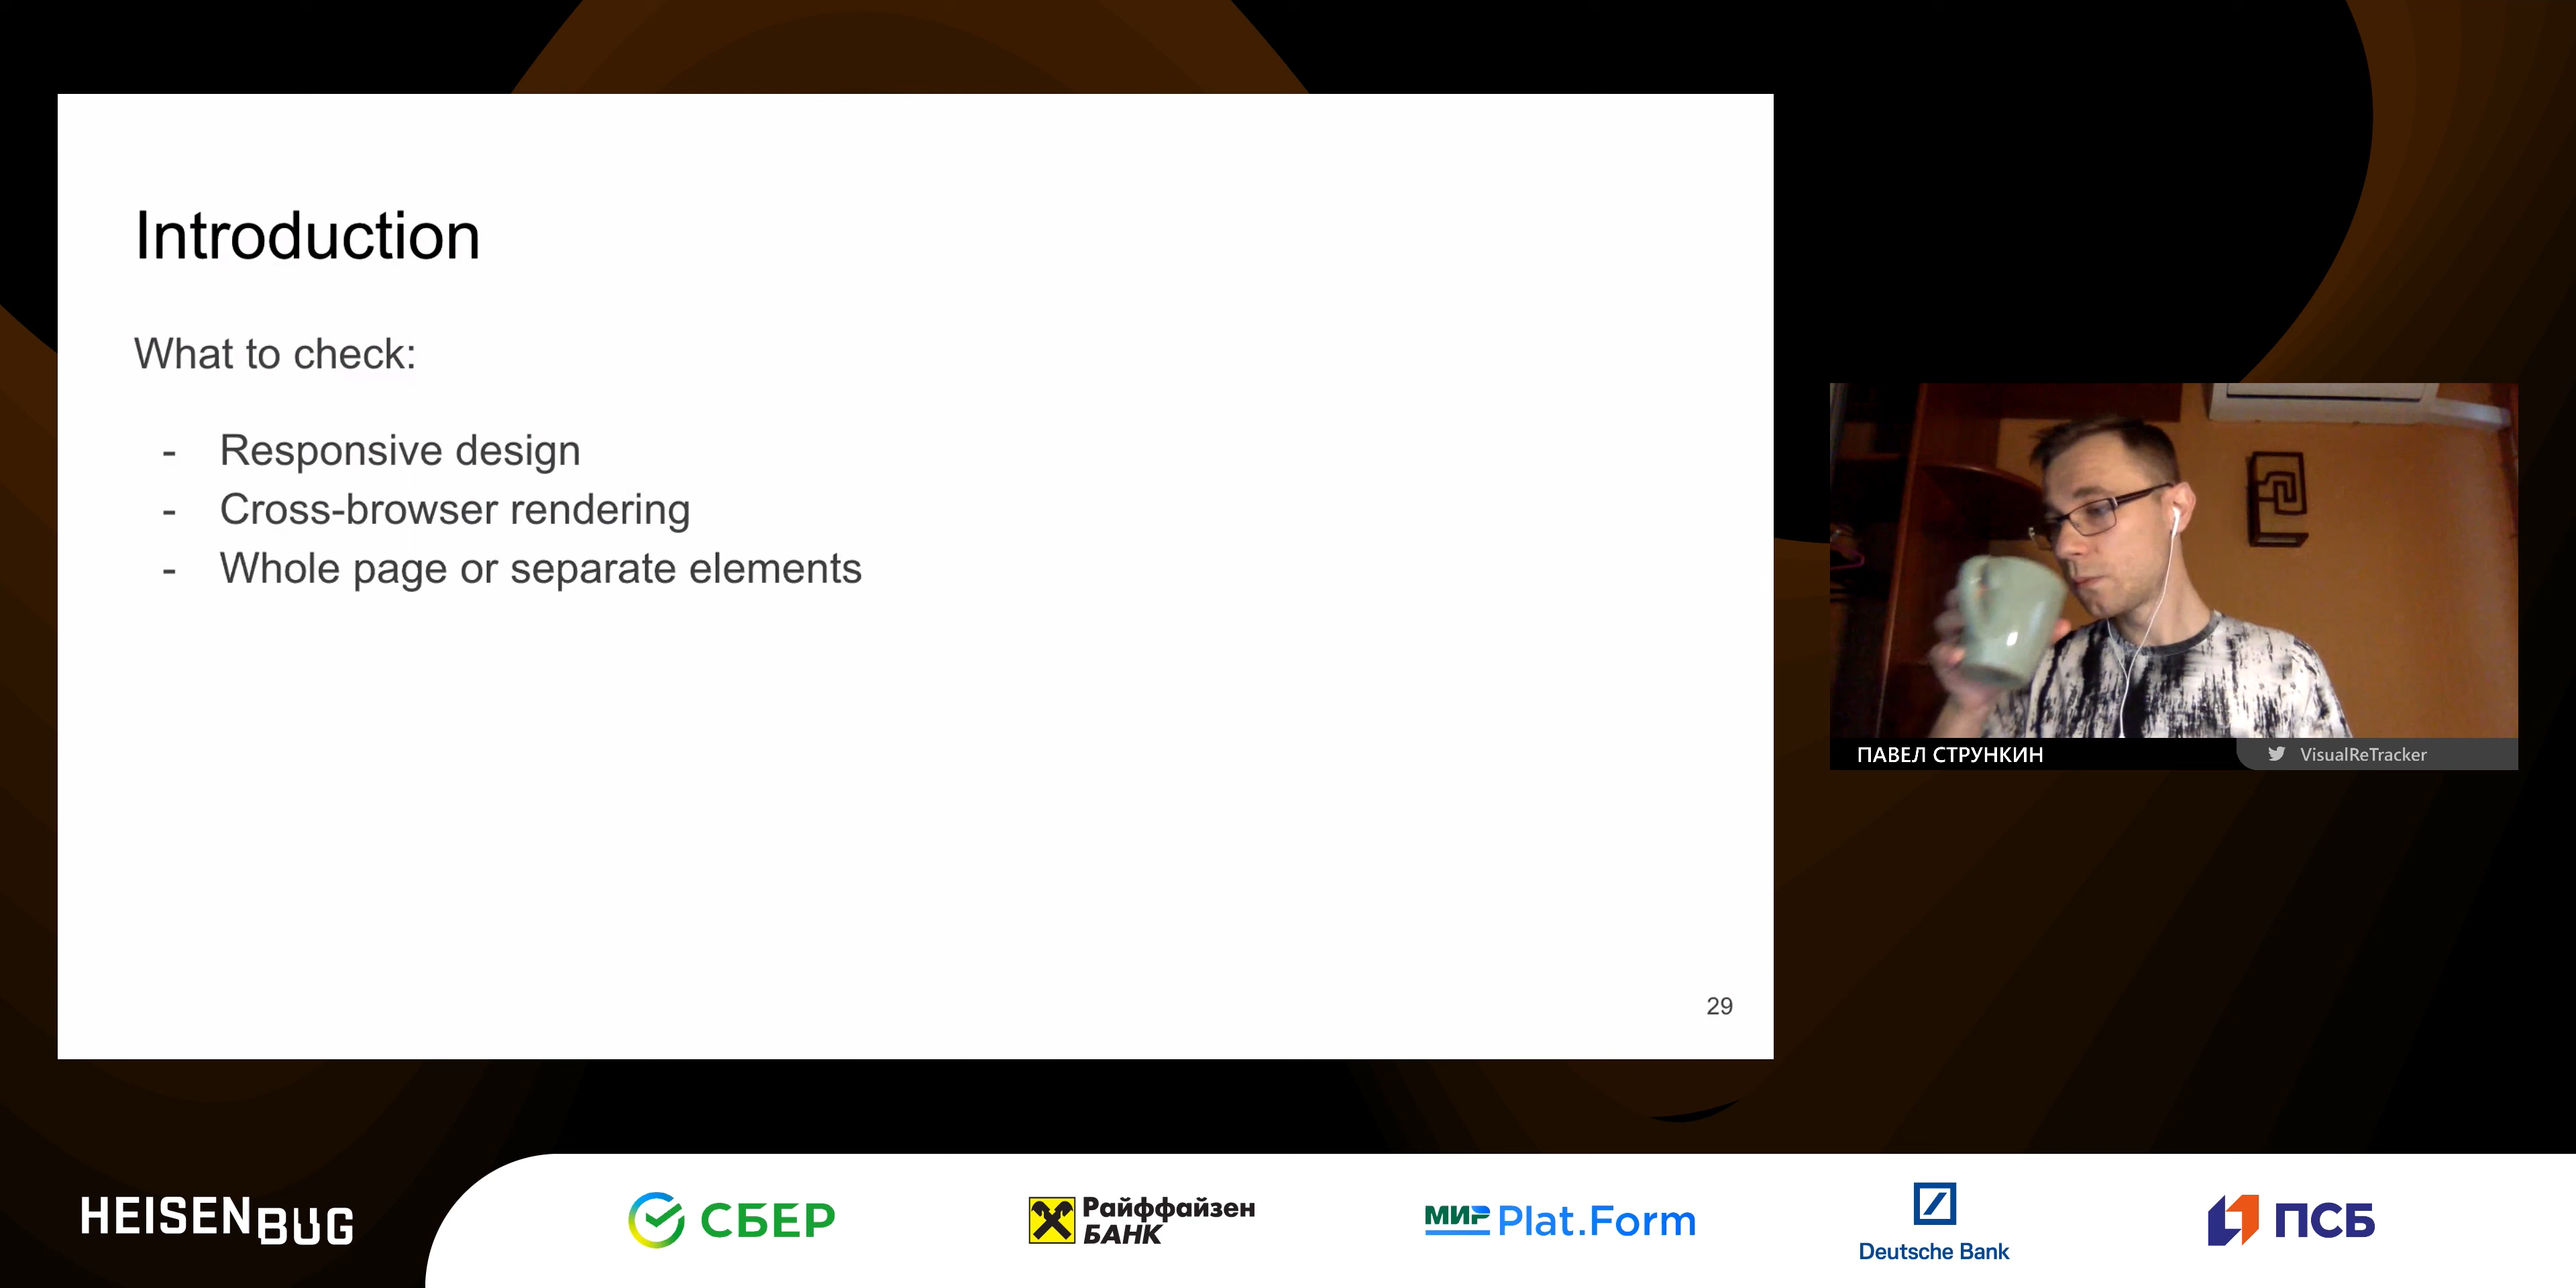 Introduction
What to check:
- Responsive design
- Cross-browser rendering
- Whole page or separate elements
29
ПАВЕЛ СТРУНКИН
VisualReTracker
HEISENBUG
СБЕР
Райффайзен
БАНК
МИР Plat.Form
Deutsche Bank
ПСБ